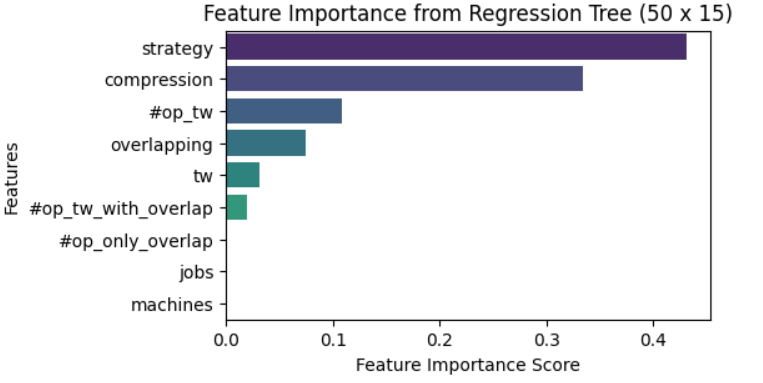 Feature Importance from Regression Tree (50 x 15)
strategy
compression
#op_tw
overlapping
tw
#op_tw_with_overlap
#op_only_overlap
jobs
machines
Features
0.0 0.1 0.2 0.3 0.4
Feature Importance Score